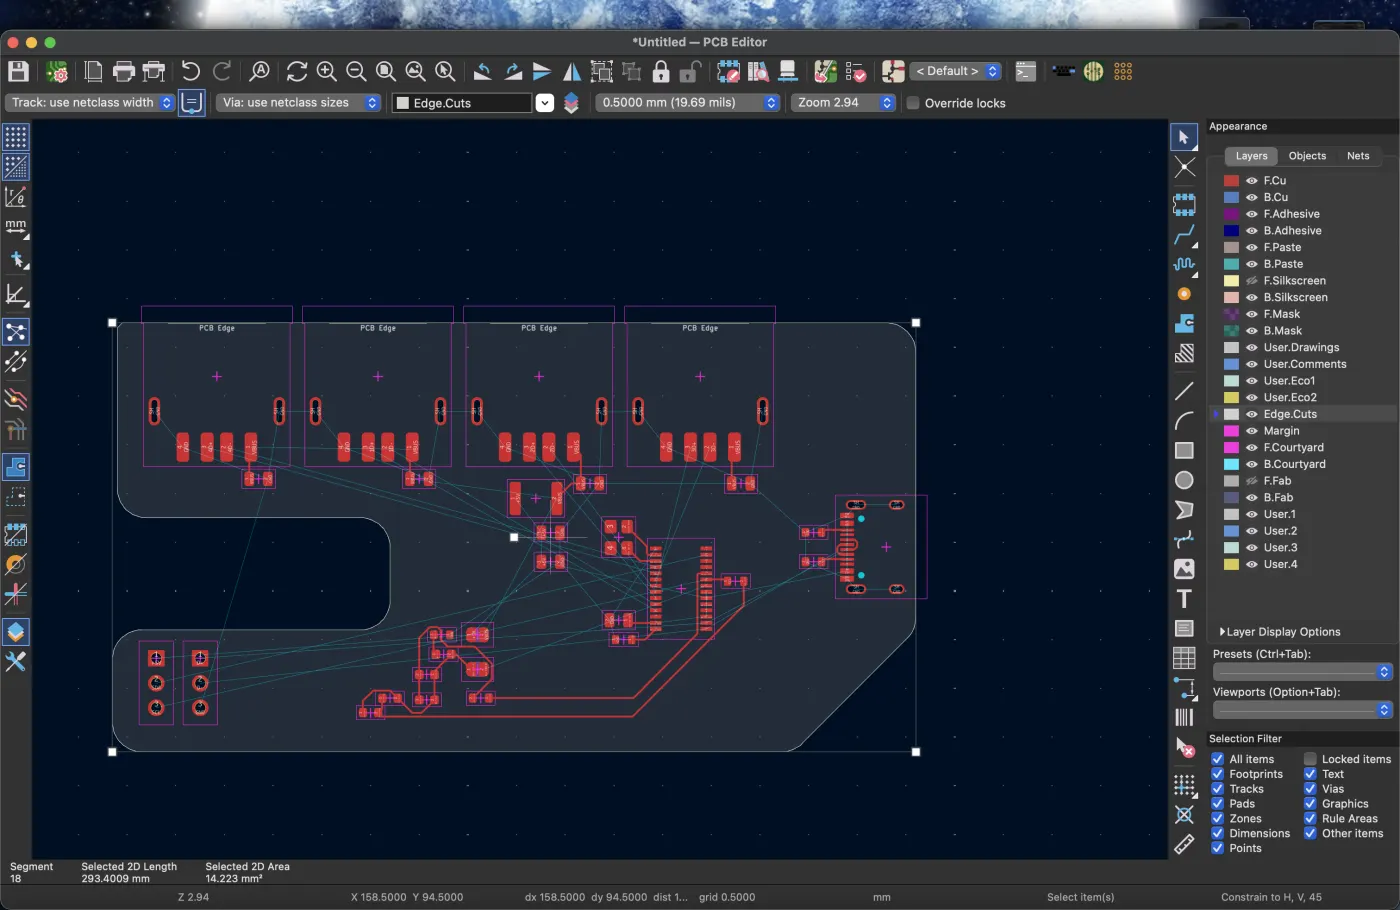 *Untitled — PCB Editor
< Default >
Track: use netclass width
Via: use netclass sizes
Edge.Cuts
0.5000 mm (19.69 mils)
Zoom 2.94
Override locks
mm
Appearance
Layers Objects Nets
F.Cu
B.Cu
F.Adhesive
B.Adhesive
F.Paste
B.Paste
F.Silkscreen
B.Silkscreen
F.Mask
B.Mask
User.Drawings
User.Comments
User.Eco1
User.Eco2
Edge.Cuts
Margin
F.Courtyard
B.Courtyard
F.Fab
B.Fab
User.1
User.2
User.3
User.4
Layer Display Options
Presets (Ctrl+Tab):
Viewports (Option+Tab):
Selection Filter
All items Locked items
Footprints Text
Tracks Vias
Pads Graphics
Zones Rule Areas
Dimensions Other items
Points
PCB Edge PCB Edge PCB Edge PCB Edge
Segment Selected 2D Length Selected 2D Area
18 293.4009 mm 14.223 mm²
Z 2.94 X 158.5000 Y 94.5000 dx 158.5000 dy 94.5000 dist 1... grid 0.5000 mm Select item(s) Constrain to H, V, 45